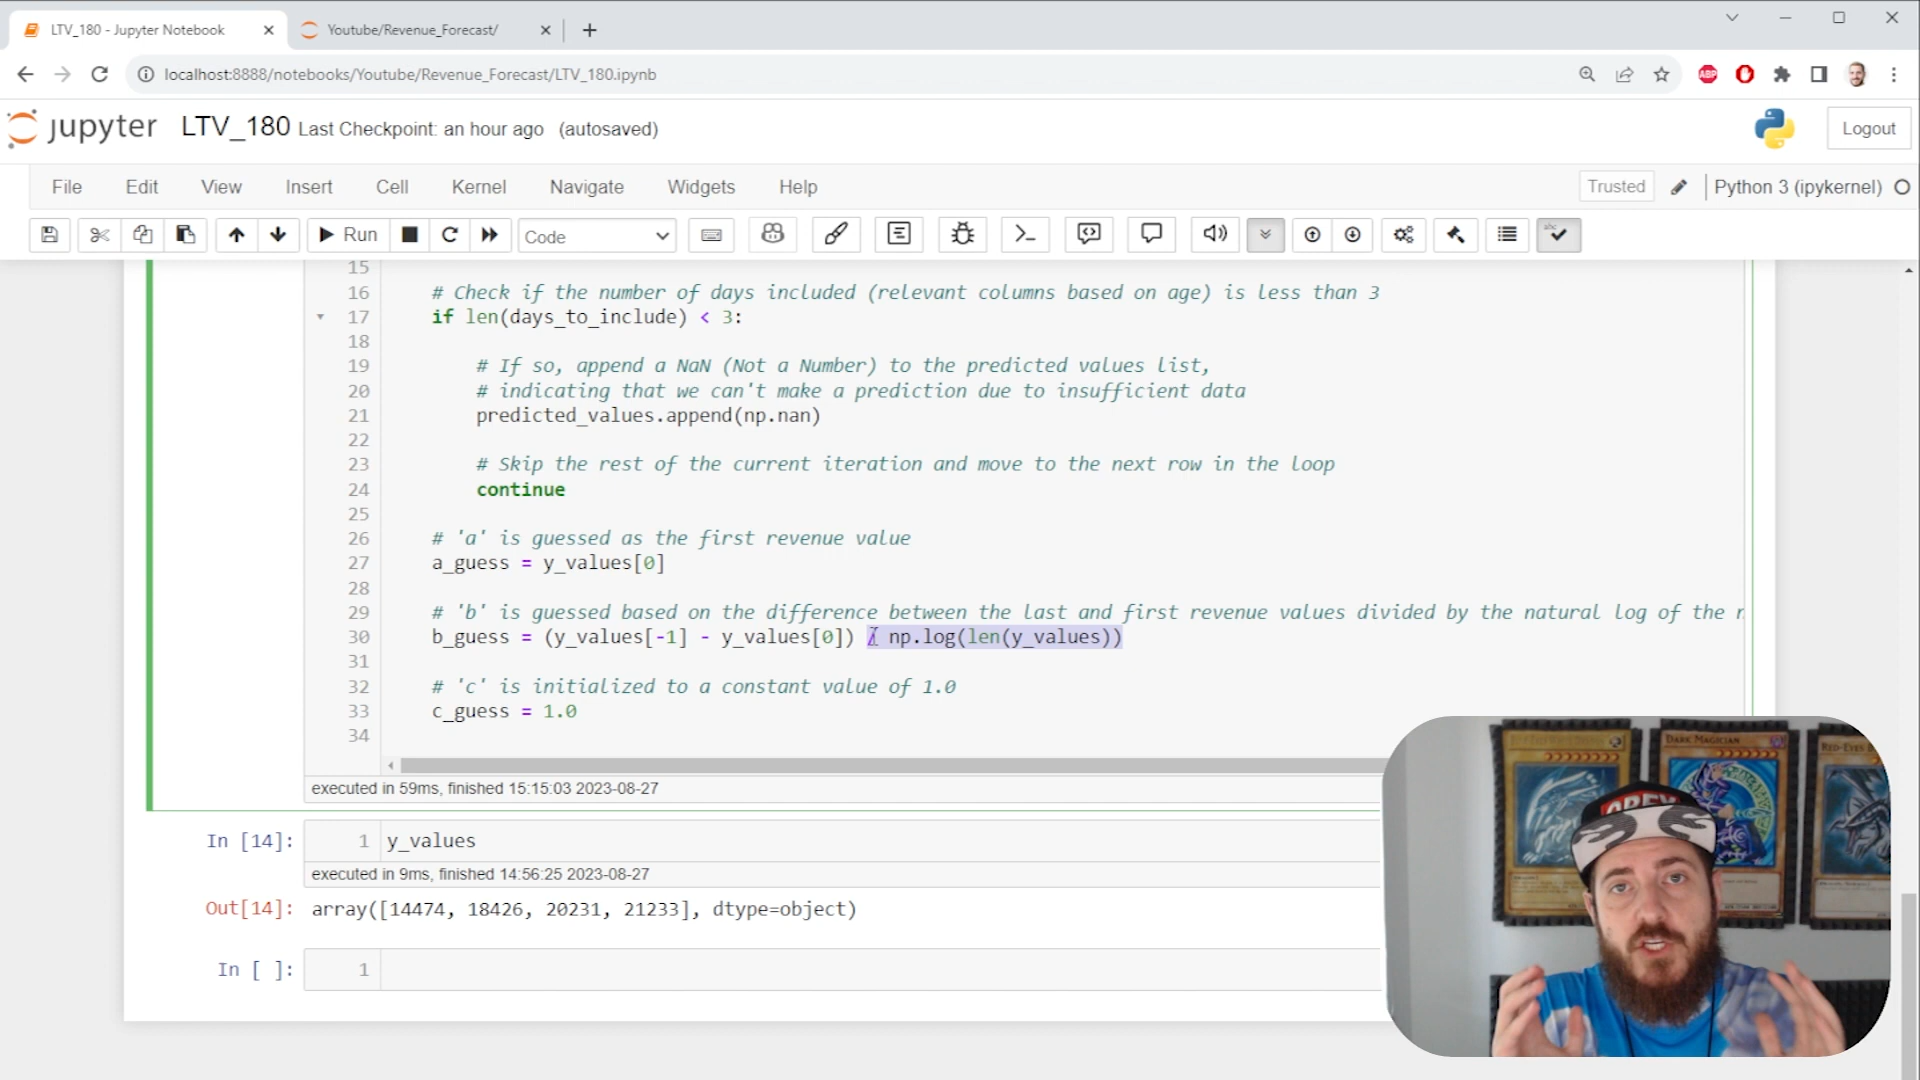 LTV_180 - Jupyter Notebook
Youtube/Revenue_Forecast/
localhost:8888/notebooks/Youtube/Revenue_Forecast/LTV_180.ipynb
ABP
jupyter LTV_180 Last Checkpoint: an hour ago (autosaved)
Logout
File Edit View Insert Cell Kernel Navigate Widgets Help
Trusted Python 3 (ipykernel)
Run Code
abc
15
16 # Check if the number of days included (relevant columns based on age) is less than 3
17 if len(days_to_include) < 3:
18
19 # If so, append a NaN (Not a Number) to the predicted values list,
20 # indicating that we can't make a prediction due to insufficient data
21 predicted_values.append(np.nan)
22
23 # Skip the rest of the current iteration and move to the next row in the loop
24 continue
25
26 # 'a' is guessed as the first revenue value
27 a_guess = y_values[0]
28
29 # 'b' is guessed based on the difference between the last and first revenue values divided by the natural log of the
30 b_guess = (y_values[-1] - y_values[0]) / np.log(len(y_values))
31
32 # 'c' is initialized to a constant value of 1.0
33 c_guess = 1.0
34
executed in 59ms, finished 15:15:03 2023-08-27
In [14]: 1 y_values
executed in 9ms, finished 14:56:25 2023-08-27
Out[14]: array([14474, 18426, 20231, 21233], dtype=object)
In [ ]: 1
DARK MAGICIAN
RED-EYES B
OBEY